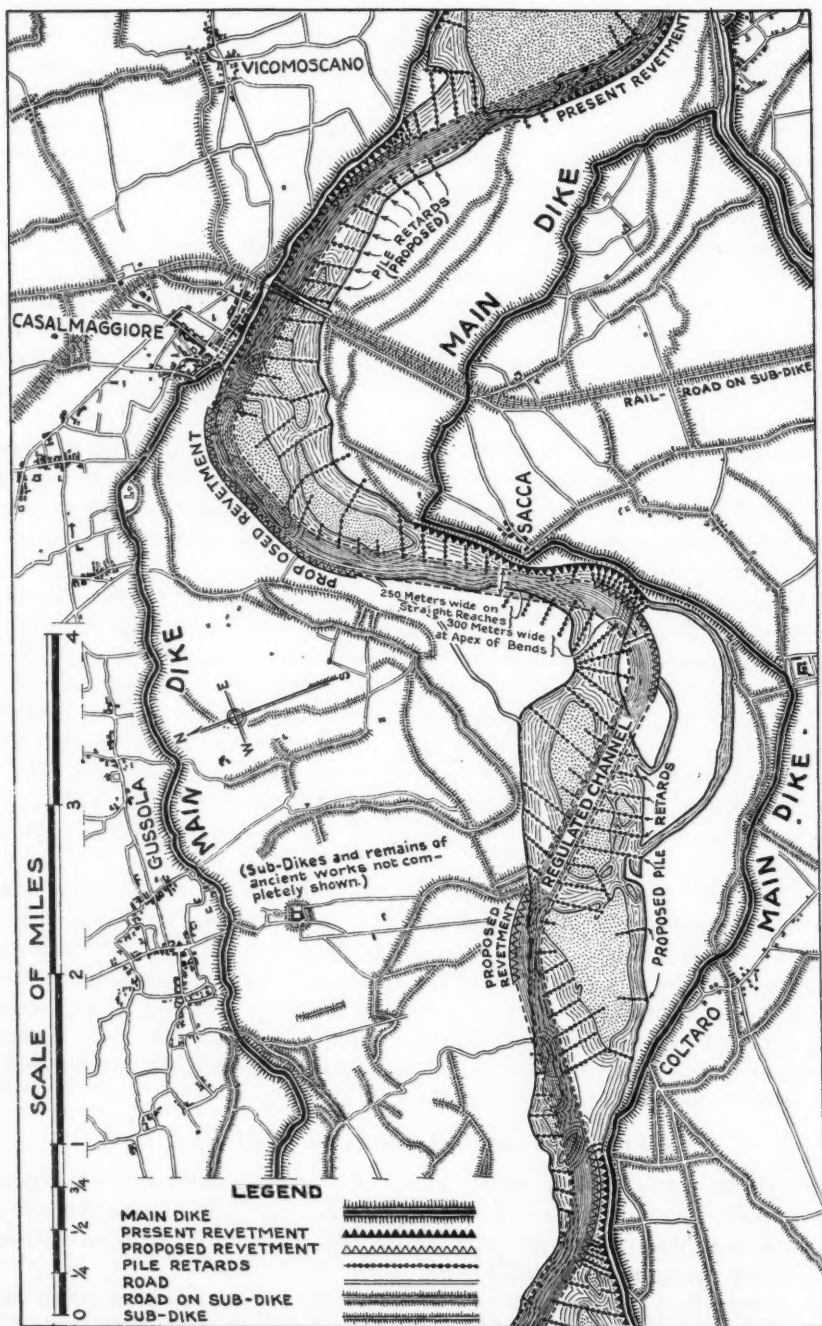 VICOMOSCANO
PRESENT REVETMENT
DIKE
MAIN
PILE RETARDS
(PROPOSED)
CASALMAGGIORE
RAIL-ROAD ON SUB-DIKE
PROPOSED REVETMENT
SACCA
250 Meters wide on
Straight Reaches
300 Meters wide
at Apex of Bends
DIKE
MAIN
N
E
S
W
GUSSOLA
REGULATED CHANNEL
PROPOSED PILE RETARDS
MAIN DIKE
(Sub-Dikes and remains of
ancient works not com-
pletely shown.)
PROPOSED
REVETMENT
COLTARO
SCALE OF MILES
4
3
2
1
3/4
1/2
1/4
0
LEGEND
MAIN DIKE
PRESENT REVETMENT
PROPOSED REVETMENT
PILE RETARDS
ROAD
ROAD ON SUB-DIKE
SUB-DIKE